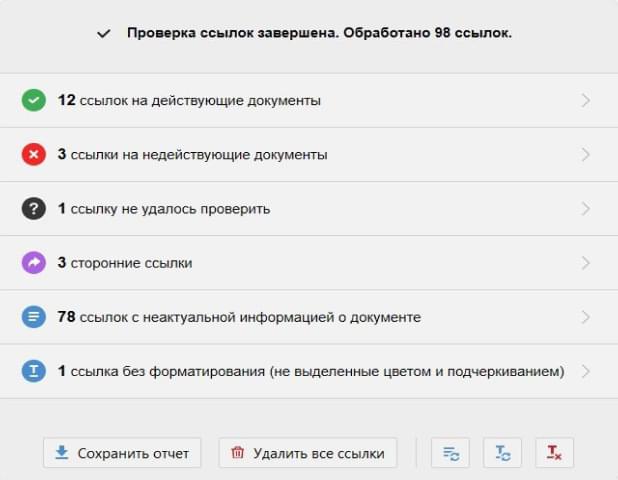 Проверка ссылок завершена. Обработано 98 ссылок.
12 ссылок на действующие документы
3 ссылки на недействующие документы
1 ссылку не удалось проверить
3 сторонние ссылки
78 ссылок с неактуальной информацией о документе
1 ссылка без форматирования (не выделенные цветом и подчеркиванием)
Сохранить отчет Удалить все ссылки